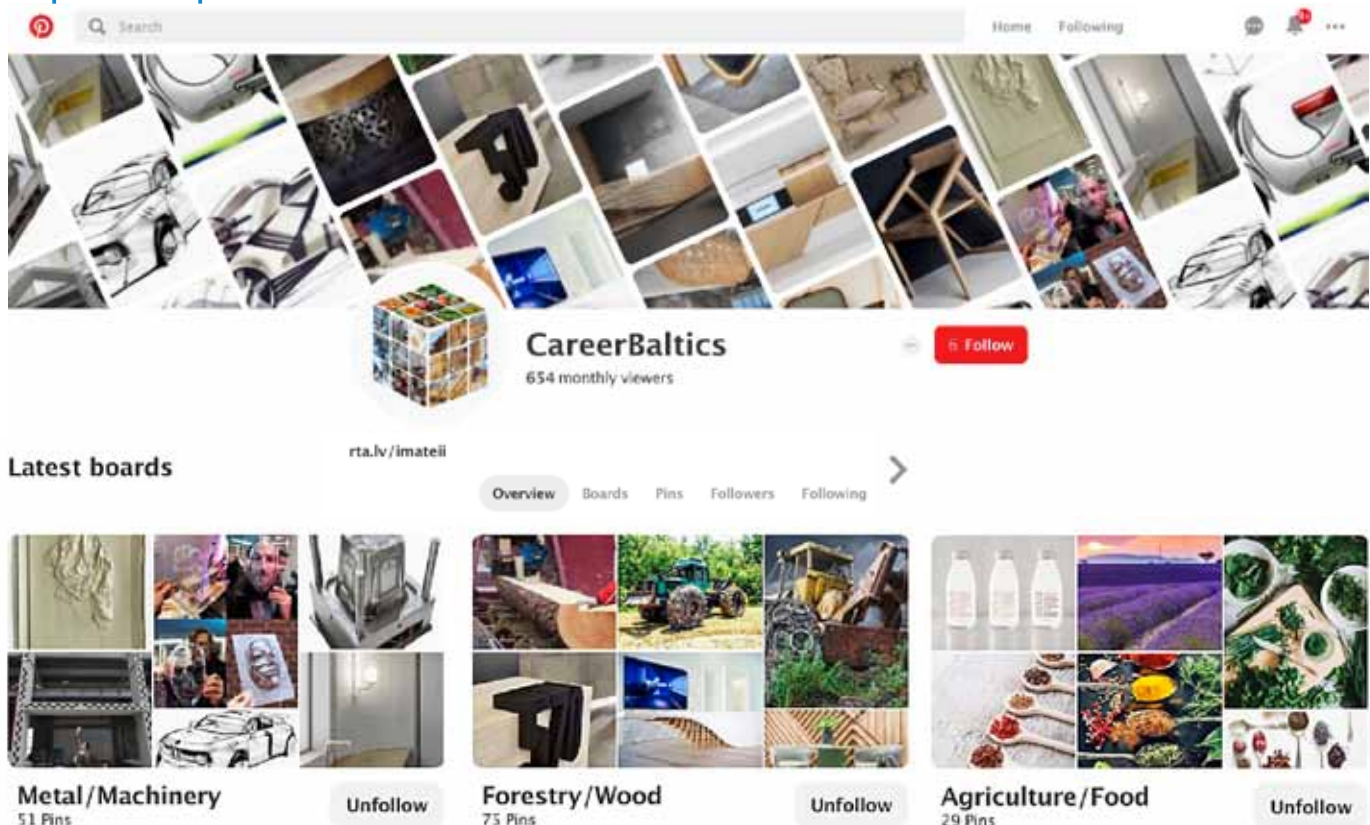 Search
Home Following
CareerBaltics
6 Follow
654 monthly viewers
rta.lv/imateii
Latest boards
Overview Boards Pins Followers Following
Metal/Machinery
51 Pins
Unfollow
Forestry/Wood
75 Pins
Unfollow
Agriculture/Food
29 Pins
Unfollow